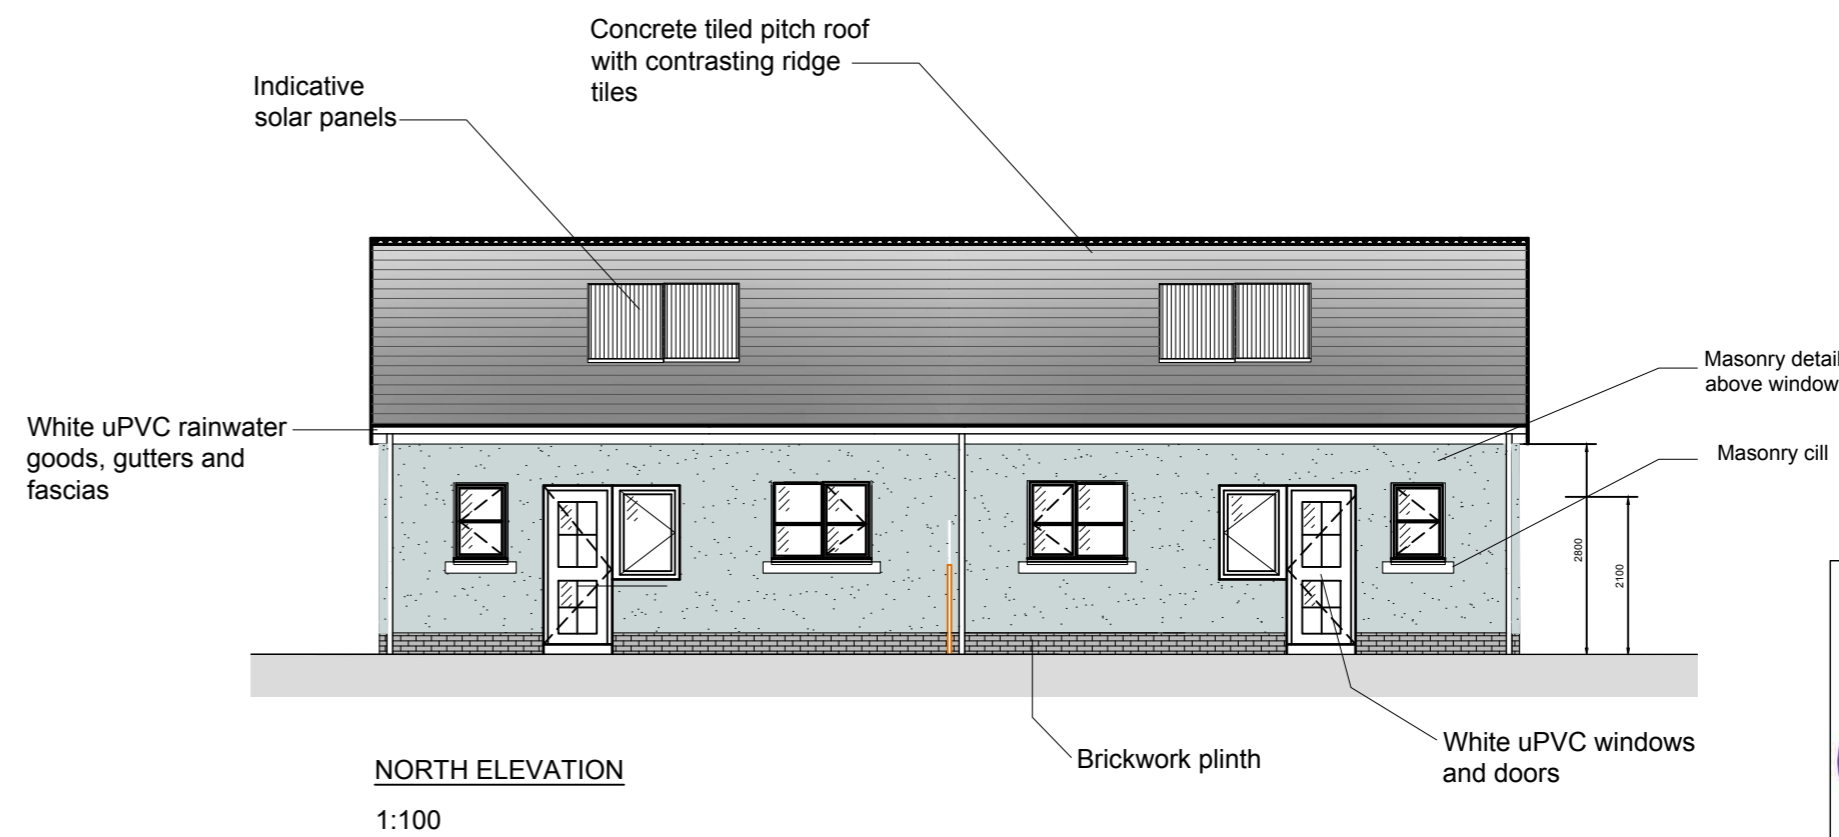 Concrete tiled pitch roof
with contrasting ridge
tiles
Indicative
solar panels
Masonry detail
above window
White uPVC rainwater
goods, gutters and
fascias
Masonry cill
2800
2100
White uPVC windows
and doors
Brickwork plinth
NORTH ELEVATION
1:100